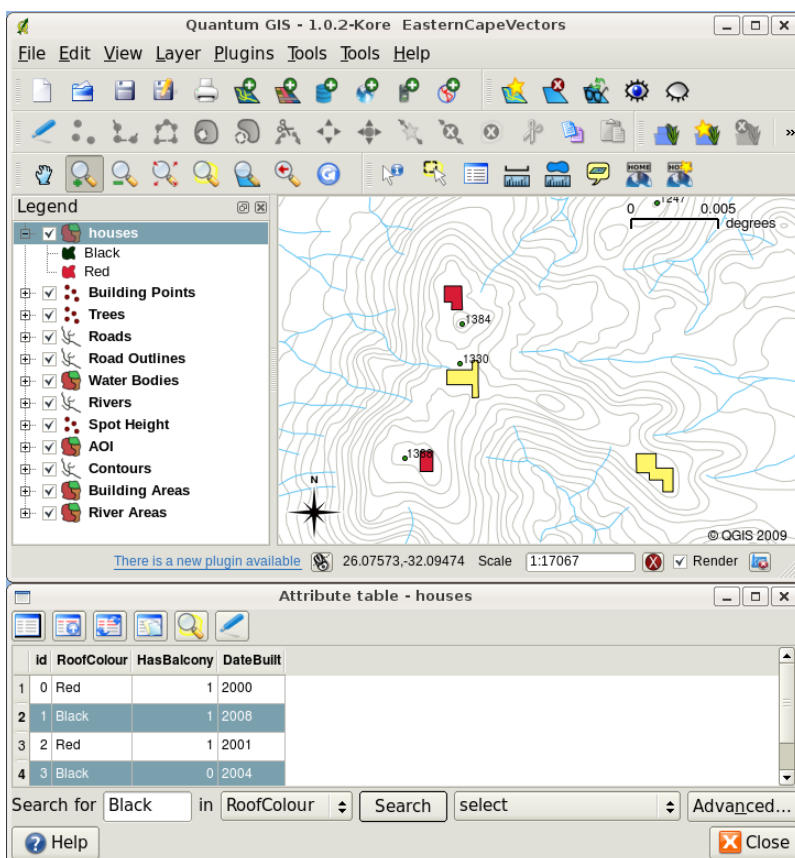 Quantum GIS - 1.0.2-Kore EasternCapeVectors
File Edit View Layer Plugins Tools Tools Help
»
HOME
Legend
houses
Black
Red
Building Points
Trees
Roads
Road Outlines
Water Bodies
Rivers
Spot Height
AOI
Contours
Building Areas
River Areas
1247
0 0.005
degrees
1384
1330
1388
N
© QGIS 2009
There is a new plugin available 26.07573,-32.09474 Scale 1:17067 Render
Attribute table - houses
id RoofColour HasBalcony DateBuilt
1 0 Red 1 2000
2 1 Black 1 2008
3 2 Red 1 2001
4 3 Black 0 2004
Search for Black in RoofColour Search select Advanced...
Help Close